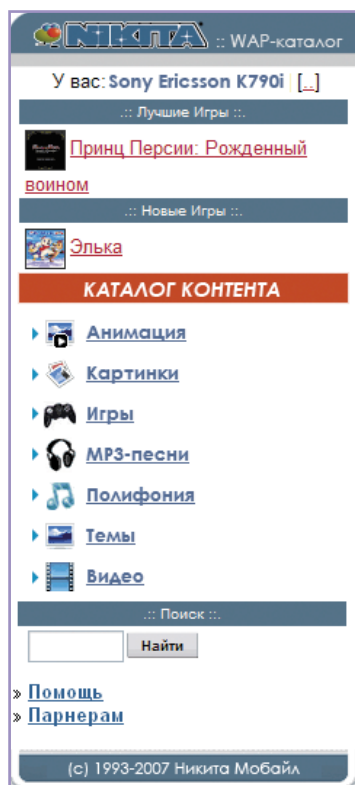 NIKITA :: WAP-каталог
У вас: Sony Ericsson K790i | [..]
.:: Лучшие Игры ::.
Принц Персии: Рожденный
воином
.:: Новые Игры ::.
Элька
КАТАЛОГ КОНТЕНТА
Анимация
Картинки
Игры
MP3-песни
Полифония
Темы
Видео
.:: Поиск ::.
Найти
» Помощь
» Парнерам
(c) 1993-2007 Никита Мобайл